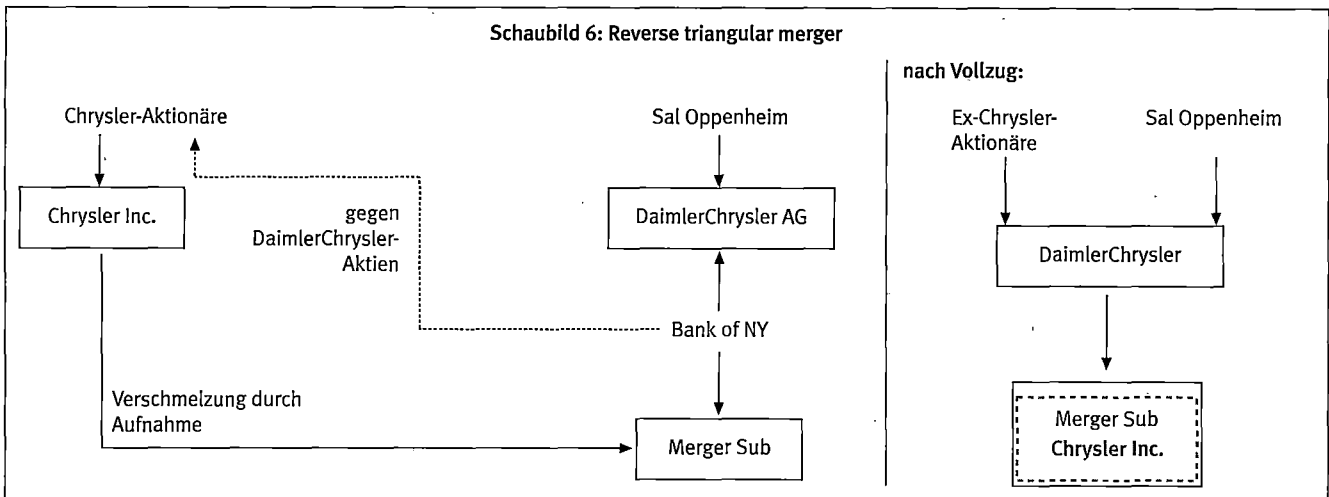 Schaubild 6: Reverse triangular merger
Chrysler-Aktionäre
Sal Oppenheim
Chrysler Inc.
gegen
DaimlerChrysler-
Aktien
DaimlerChrysler AG
Bank of NY
Verschmelzung durch
Aufnahme
Merger Sub
nach Vollzug:
Ex-Chrysler-
Aktionäre
Sal Oppenheim
DaimlerChrysler
Merger Sub
Chrysler Inc.